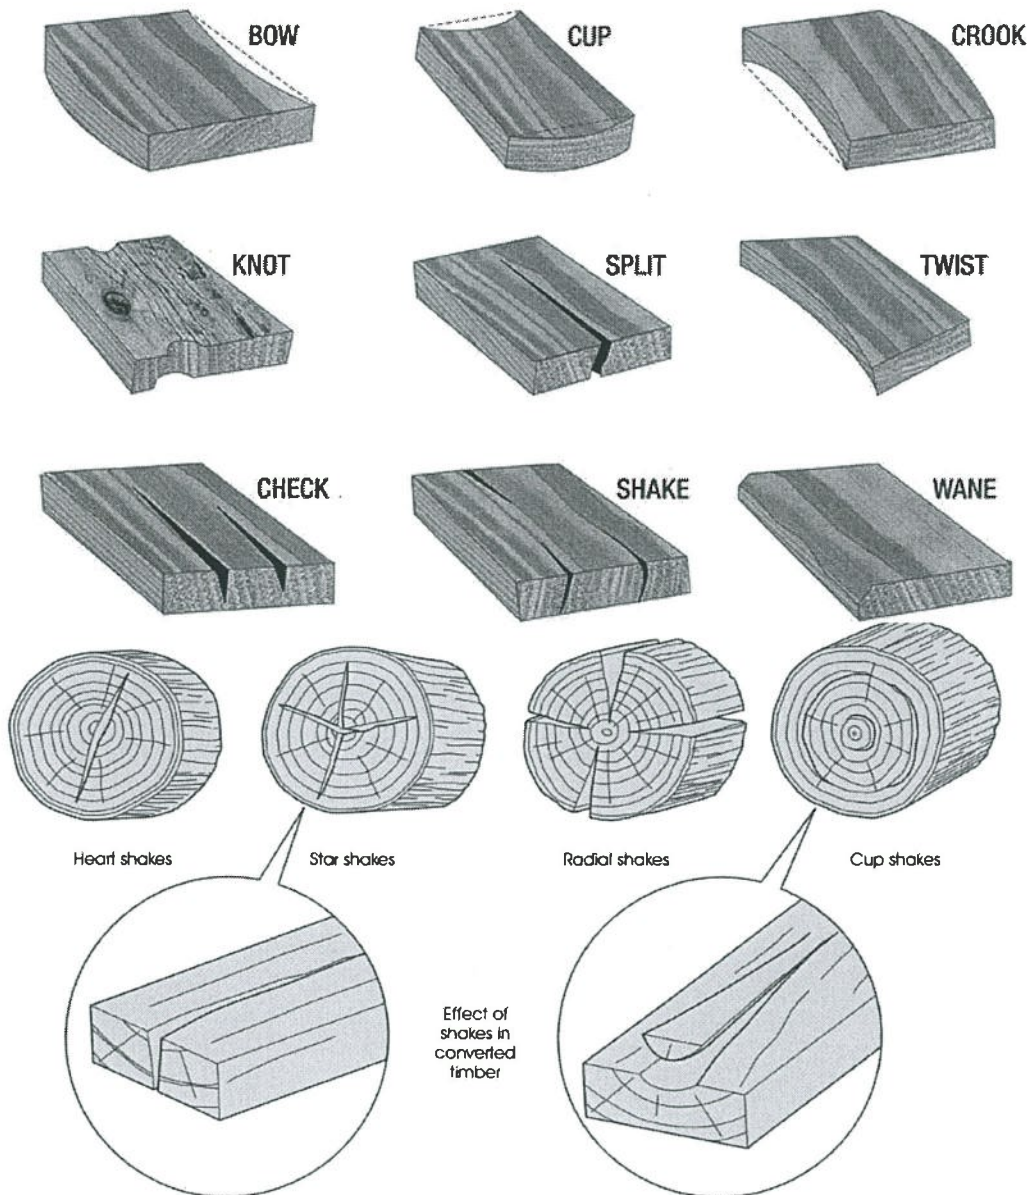 BOW
CUP
CROOK
KNOT
SPLIT
TWIST
CHECK
SHAKE
WANE
Heart shakes
Star shakes
Radial shakes
Cup shakes
Effect of
shakes in
converted
timber